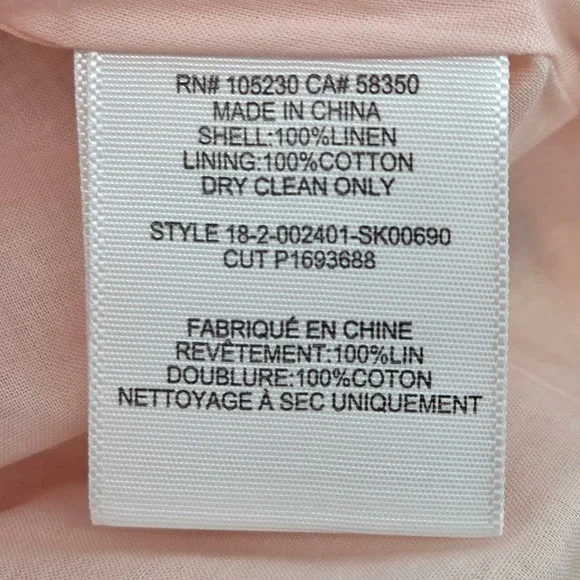 RN# 105230 CA# 58350
MADE IN CHINA
SHELL:100%LINEN
LINING:100%COTTON
DRY CLEAN ONLY
STYLE 18-2-002401-SK00690
CUT P1693688
FABRIQUÉ EN CHINE
REVÊTEMENT:100%LIN
DOUBLURE:100%COTON
NETTOYAGE À SEC UNIQUEMENT